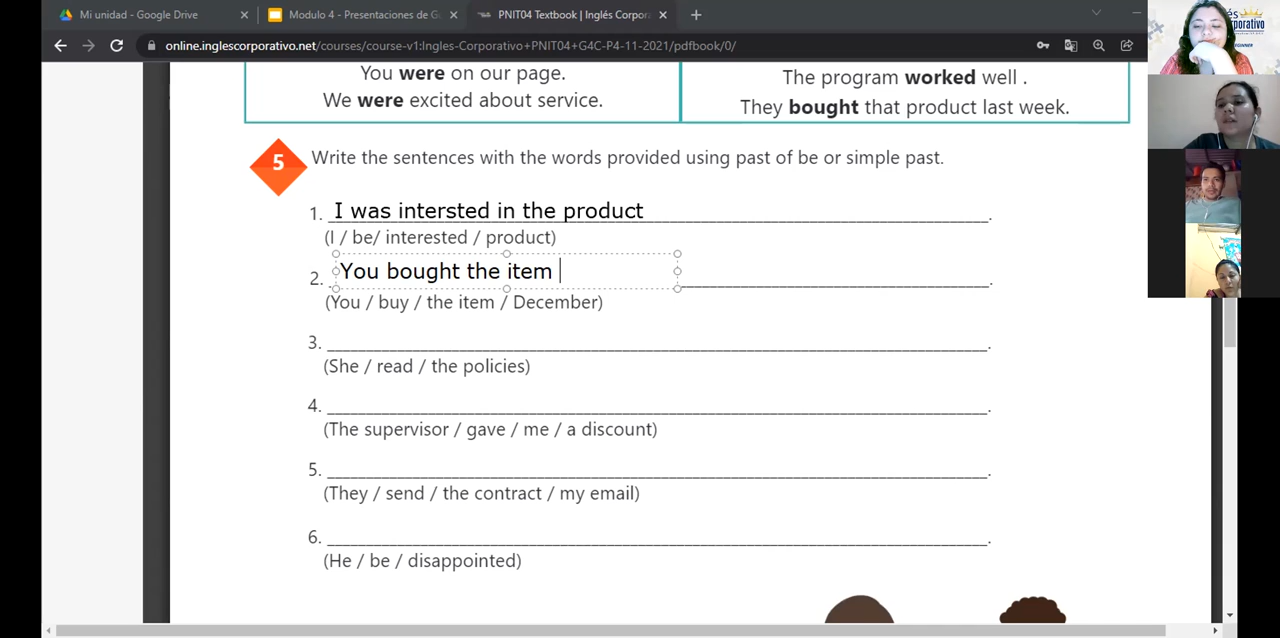 Mi unidad - Google Drive
Modulo 4 - Presentaciones de G
PNIT04 Textbook | Inglés Corpor
online.inglescorporativo.net/courses/course-v1:Ingles-Corporativo+PNIT04+G4C-P4-11-2021/pdfbook/0/
You were on our page.
We were excited about service.
The program worked well .
They bought that product last week.
5 Write the sentences with the words provided using past of be or simple past.
1. I was intersted in the product.
(I / be/ interested / product)
2. You bought the item .
(You / buy / the item / December)
3. .
(She / read / the policies)
4. .
(The supervisor / gave / me / a discount)
5. .
(They / send / the contract / my email)
6. .
(He / be / disappointed)